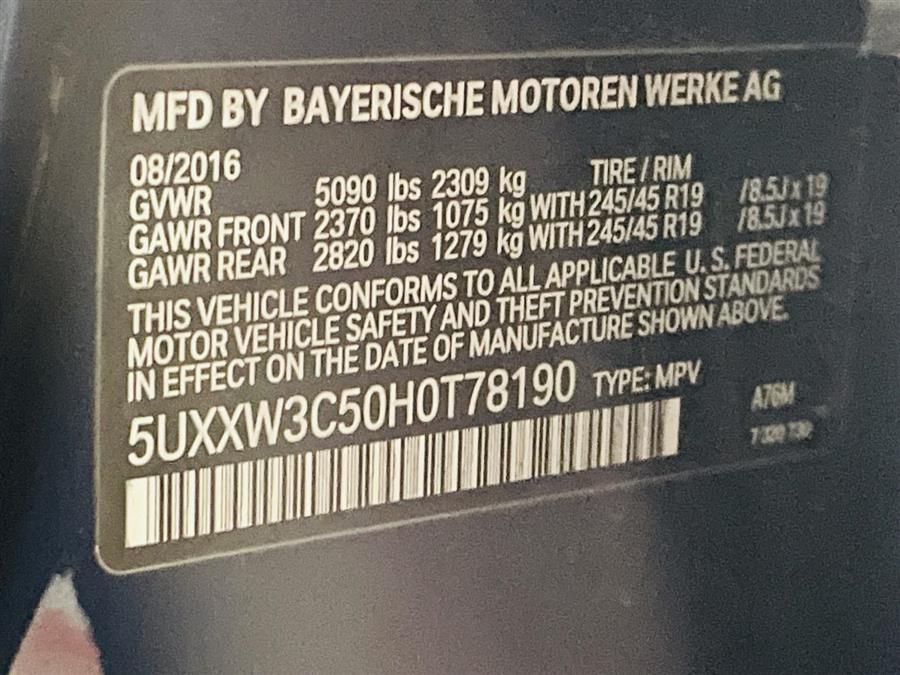 MFD BY BAYERISCHE MOTOREN WERKE AG
08/2016 TIRE / RIM
GVWR 5090 lbs 2309 kg
GAWR FRONT 2370 lbs 1075 kg WITH 245/45 R19 /8.5J x 19
GAWR REAR 2820 lbs 1279 kg WITH 245/45 R19 /8.5J x 19
THIS VEHICLE CONFORMS TO ALL APPLICABLE U. S. FEDERAL
MOTOR VEHICLE SAFETY AND THEFT PREVENTION STANDARDS
IN EFFECT ON THE DATE OF MANUFACTURE SHOWN ABOVE.
5UXXW3C50H0T78190 TYPE: MPV
A76M